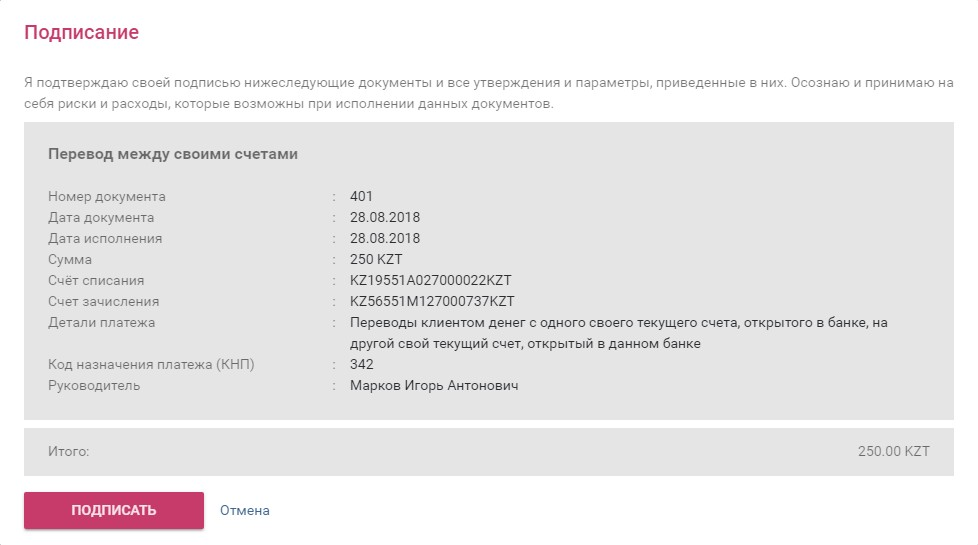 Подписание
Я подтверждаю своей подписью нижеследующие документы и все утверждения и параметры, приведенные в них. Осознаю и принимаю на
себя риски и расходы, которые возможны при исполнении данных документов.
Перевод между своими счетами
Номер документа : 401
Дата документа : 28.08.2018
Дата исполнения : 28.08.2018
Сумма : 250 KZT
Счёт списания : KZ19551A027000022KZT
Счет зачисления : KZ56551M127000737KZT
Детали платежа : Переводы клиентом денег с одного своего текущего счета, открытого в банке, на
другой свой текущий счет, открытый в данном банке
Код назначения платежа (КНП) : 342
Руководитель : Марков Игорь Антонович
Итого: 250.00 KZT
ПОДПИСАТЬ Отмена